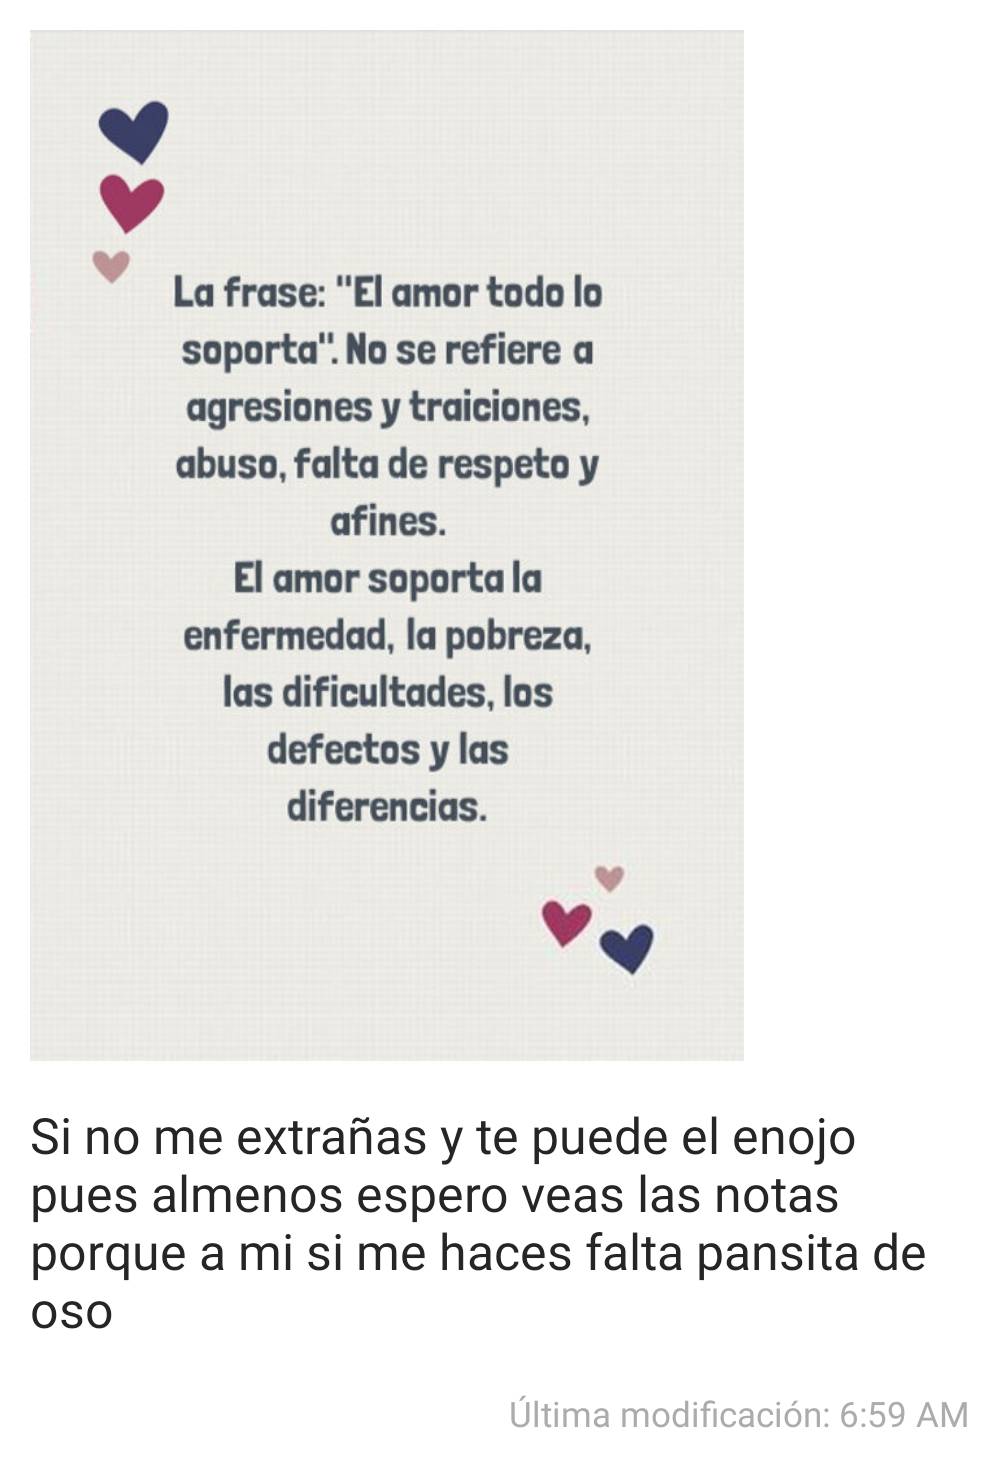 La frase: "El amor todo lo
soporta". No se refiere a
agresiones y traiciones,
abuso, falta de respeto y
afines.
El amor soporta la
enfermedad, la pobreza,
las dificultades, los
defectos y las
diferencias.
Si no me extrañas y te puede el enojo
pues almenos espero veas las notas
porque a mi si me haces falta pansita de
oso
Última modificación: 6:59 AM